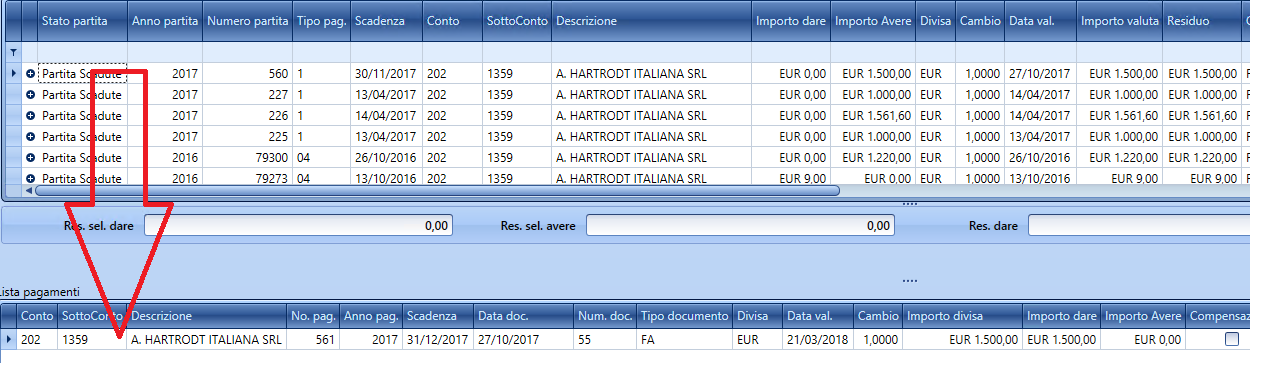 Stato partita Anno partita Numero partita Tipo pag. Scadenza Conto SottoConto Descrizione Importo dare Importo Avere Divisa Cambio Data val. Importo valuta Residuo
Partita Scadute 2017 560 1 30/11/2017 202 1359 A. HARTRODT ITALIANA SRL EUR 0,00 EUR 1.500,00 EUR 1,0000 27/10/2017 EUR 1.500,00 EUR 1.500,00
Partita Scadute 2017 227 1 13/04/2017 202 1359 A. HARTRODT ITALIANA SRL EUR 0,00 EUR 1.000,00 EUR 1,0000 14/04/2017 EUR 1.000,00 EUR 1.000,00
Partita Scadute 2017 226 1 14/04/2017 202 1359 A. HARTRODT ITALIANA SRL EUR 0,00 EUR 1.561,60 EUR 1,0000 14/04/2017 EUR 1.561,60 EUR 1.561,60
Partita Scadute 2017 225 1 13/04/2017 202 1359 A. HARTRODT ITALIANA SRL EUR 0,00 EUR 1.000,00 EUR 1,0000 13/04/2017 EUR 1.000,00 EUR 1.000,00
Partita Scadute 2016 79300 04 26/10/2016 202 1359 A. HARTRODT ITALIANA SRL EUR 0,00 EUR 1.220,00 EUR 1,0000 26/10/2016 EUR 1.220,00 EUR 1.220,00
Partita Scadute 2016 79273 04 13/10/2016 202 1359 A. HARTRODT ITALIANA SRL EUR 9,00 EUR 0,00 EUR 1,0000 13/10/2016 EUR 9,00 EUR 9,00
Res. sel. dare 0,00 Res. sel. avere 0,00 Res. dare
Lista pagamenti
Conto SottoConto Descrizione No. pag. Anno pag. Scadenza Data doc. Num. doc. Tipo documento Divisa Data val. Cambio Importo divisa Importo dare Importo Avere Compensaz
202 1359 A. HARTRODT ITALIANA SRL 561 2017 31/12/2017 27/10/2017 55 FA EUR 21/03/2018 1,0000 EUR 1.500,00 EUR 1.500,00 EUR 0,00